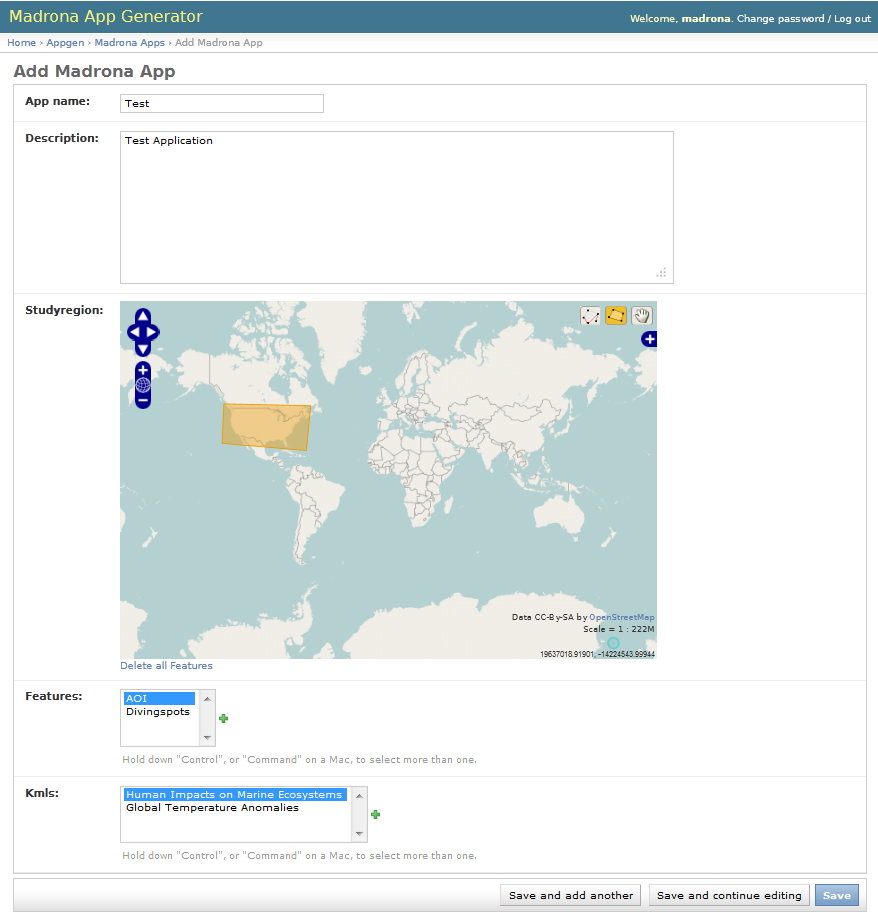 Madrona App Generator
Welcome, madrona. Change password / Log out
Home › Appgen › Madrona Apps › Add Madrona App
Add Madrona App
App name:
Test
Description:
Test Application
Studyregion:
Data CC-By-SA by OpenStreetMap
Scale = 1 : 222M
19637018.91901, -14224543.99944
Delete all Features
Features:
AOI
Divingspots
Hold down "Control", or "Command" on a Mac, to select more than one.
Kmls:
Human Impacts on Marine Ecosystems
Global Temperature Anomalies
Hold down "Control", or "Command" on a Mac, to select more than one.
Save and add another
Save and continue editing
Save